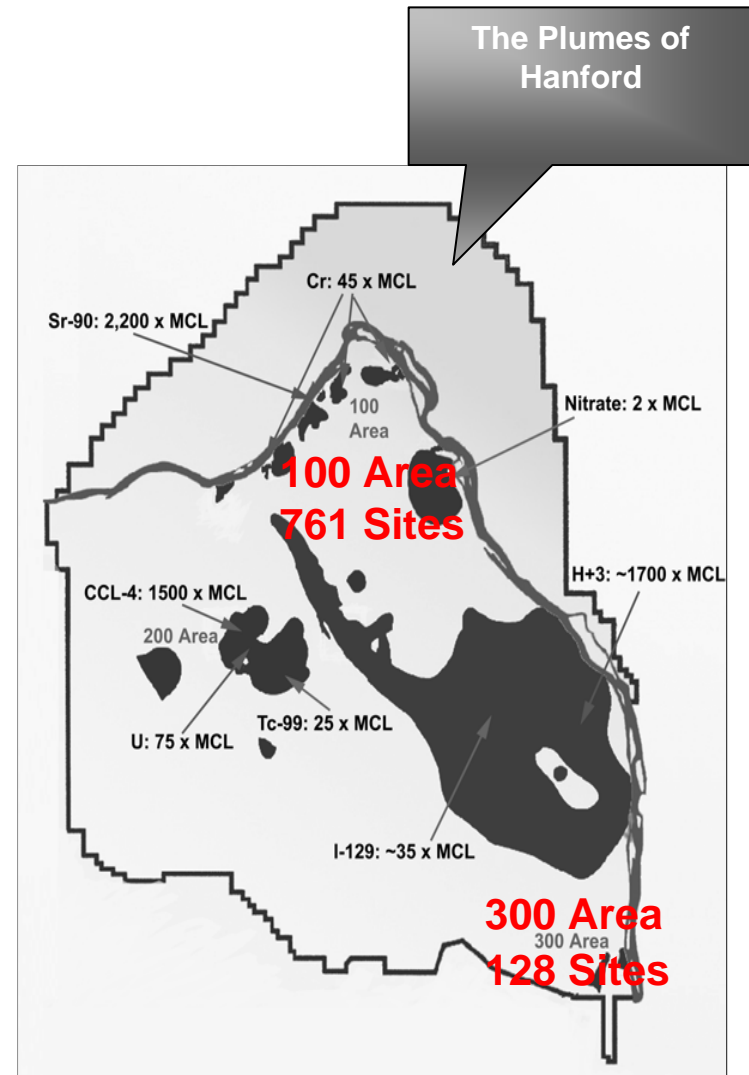 The Plumes of
Hanford
Cr: 45 x MCL
Sr-90: 2,200 x MCL
100
Area
Nitrate: 2 x MCL
100 Area
761 Sites
H+3: ~1700 x MCL
CCL-4: 1500 x MCL
200 Area
Tc-99: 25 x MCL
U: 75 x MCL
I-129: ~35 x MCL
300 Area
300 Area
128 Sites